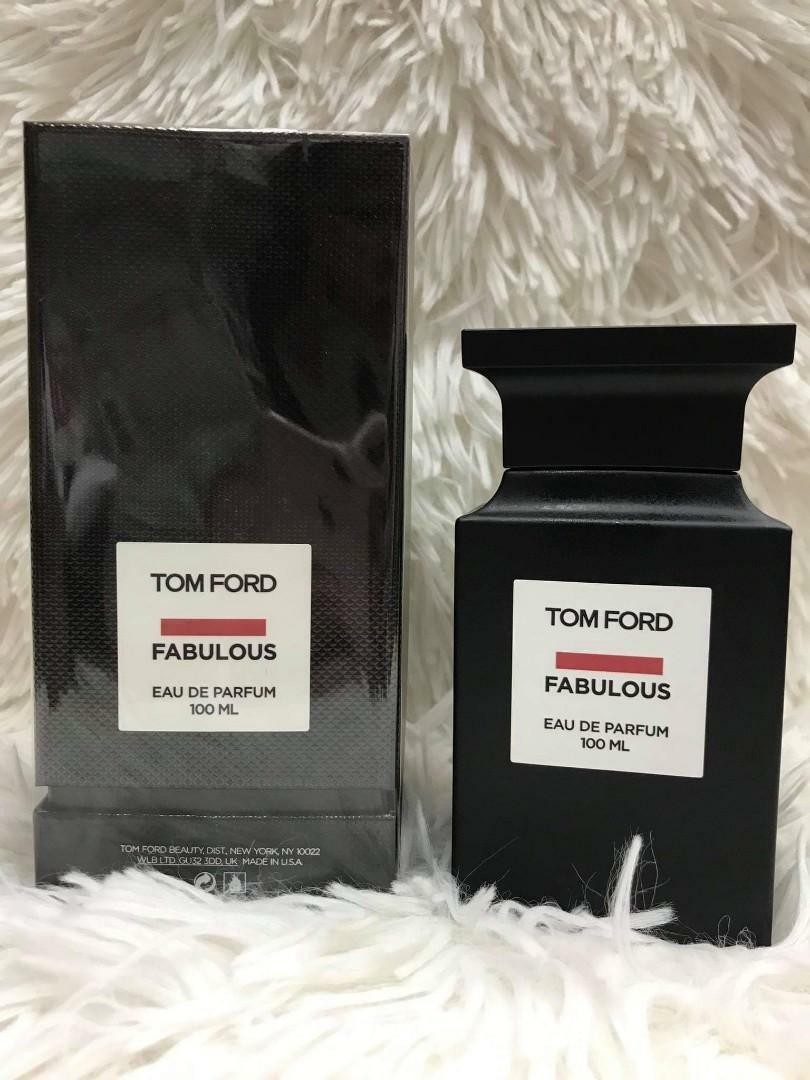 TOM FORD
FABULOUS
EAU DE PARFUM
100 ML
TOM FORD BEAUTY, DIST., NEW YORK, NY 10022
WLB LTD. GU32 3DD, UK MADE IN U.S.A.
TOM FORD
FABULOUS
EAU DE PARFUM
100 ML